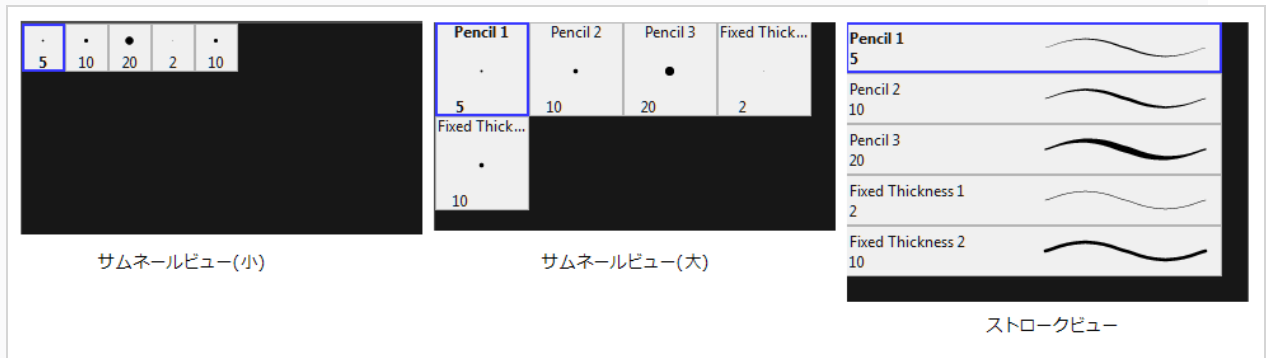 5 10 20 2 10
サムネールビュー(小)
Pencil 1 Pencil 2 Pencil 3 Fixed Thick...
5 10 20 2
Fixed Thick...
10
サムネールビュー(大)
Pencil 1
5
Pencil 2
10
Pencil 3
20
Fixed Thickness 1
2
Fixed Thickness 2
10
ストロークビュー